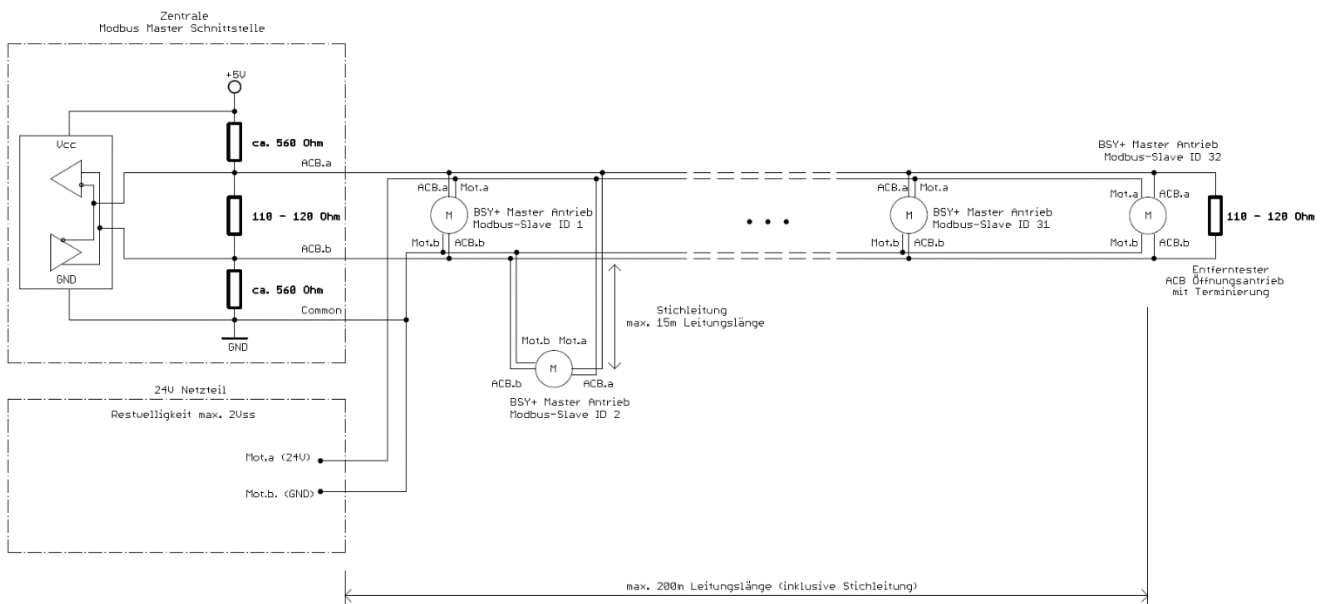 Zentrale
Modbus Master Schnittstelle
+5V
Vcc
ca. 560 Ohm
ACB.a
110 - 120 Ohm
ACB.b
GND
ca. 560 Ohm
Common
GND
ACB.a Mot.a
M
BSY+ Master Antrieb
Modbus-Slave ID 1
Mot.b ACB.b
Mot.b Mot.a
M
ACB.b ACB.a
BSY+ Master Antrieb
Modbus-Slave ID 2
Stichleitung
max. 15m Leitungslänge
ACB.a Mot.a
M
BSY+ Master Antrieb
Modbus-Slave ID 31
Mot.b ACB.b
BSY+ Master Antrieb
Modbus-Slave ID 32
Mot.a ACB.a
M
Mot.b ACB.b
110 - 120 Ohm
Entferntester
ACB Öffnungsantrieb
mit Terminierung
24V Netzteil
Restwelligkeit max. 2Vss
Mot.a (24V)
Mot.b. (GND)
max. 200m Leitungslänge (inklusive Stichleitung)